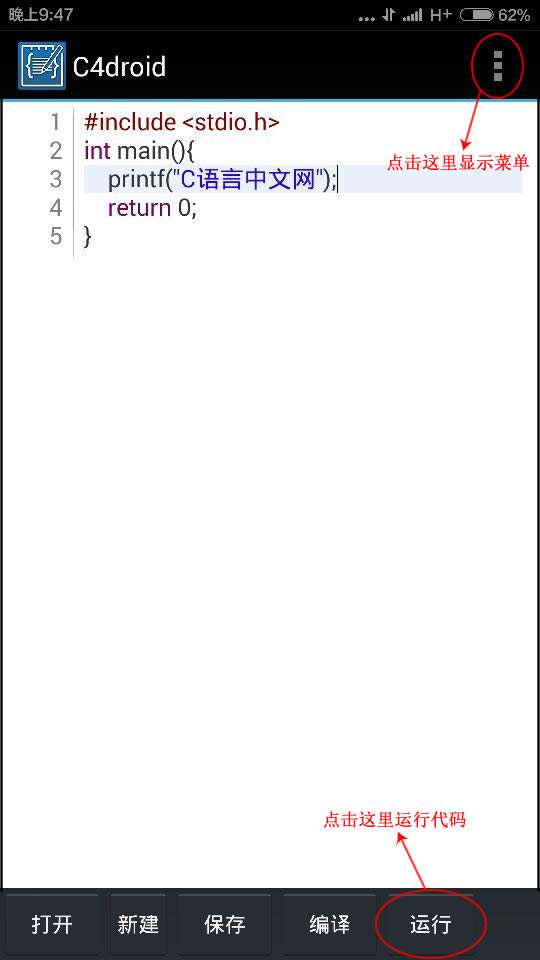 晚上9:47 ... H+ 62%
C4droid
点击这里显示菜单
1 #include <stdio.h>
2 int main(){
3 printf("C语言中文网");
4 return 0;
5 }
点击这里运行代码
打开 新建 保存 编译 运行